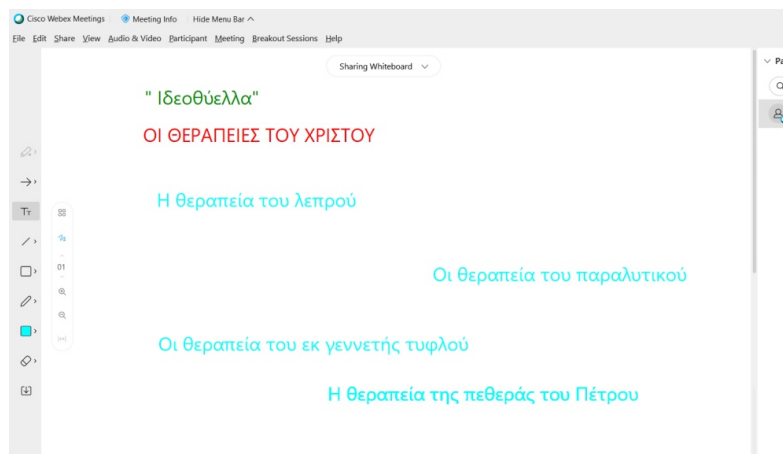 Cisco Webex Meetings Meeting Info Hide Menu Bar
File Edit Share View Audio & Video Participant Meeting Breakout Sessions Help
Sharing Whiteboard
" Ιδεοθύελλα"
ΟΙ ΘΕΡΑΠΕΙΕΣ ΤΟΥ ΧΡΙΣΤΟΥ
Η θεραπεία του λεπρού
Οι θεραπεία του παραλυτικού
01
Οι θεραπεία του εκ γεννετής τυφλού
Η θεραπεία της πεθεράς του Πέτρου